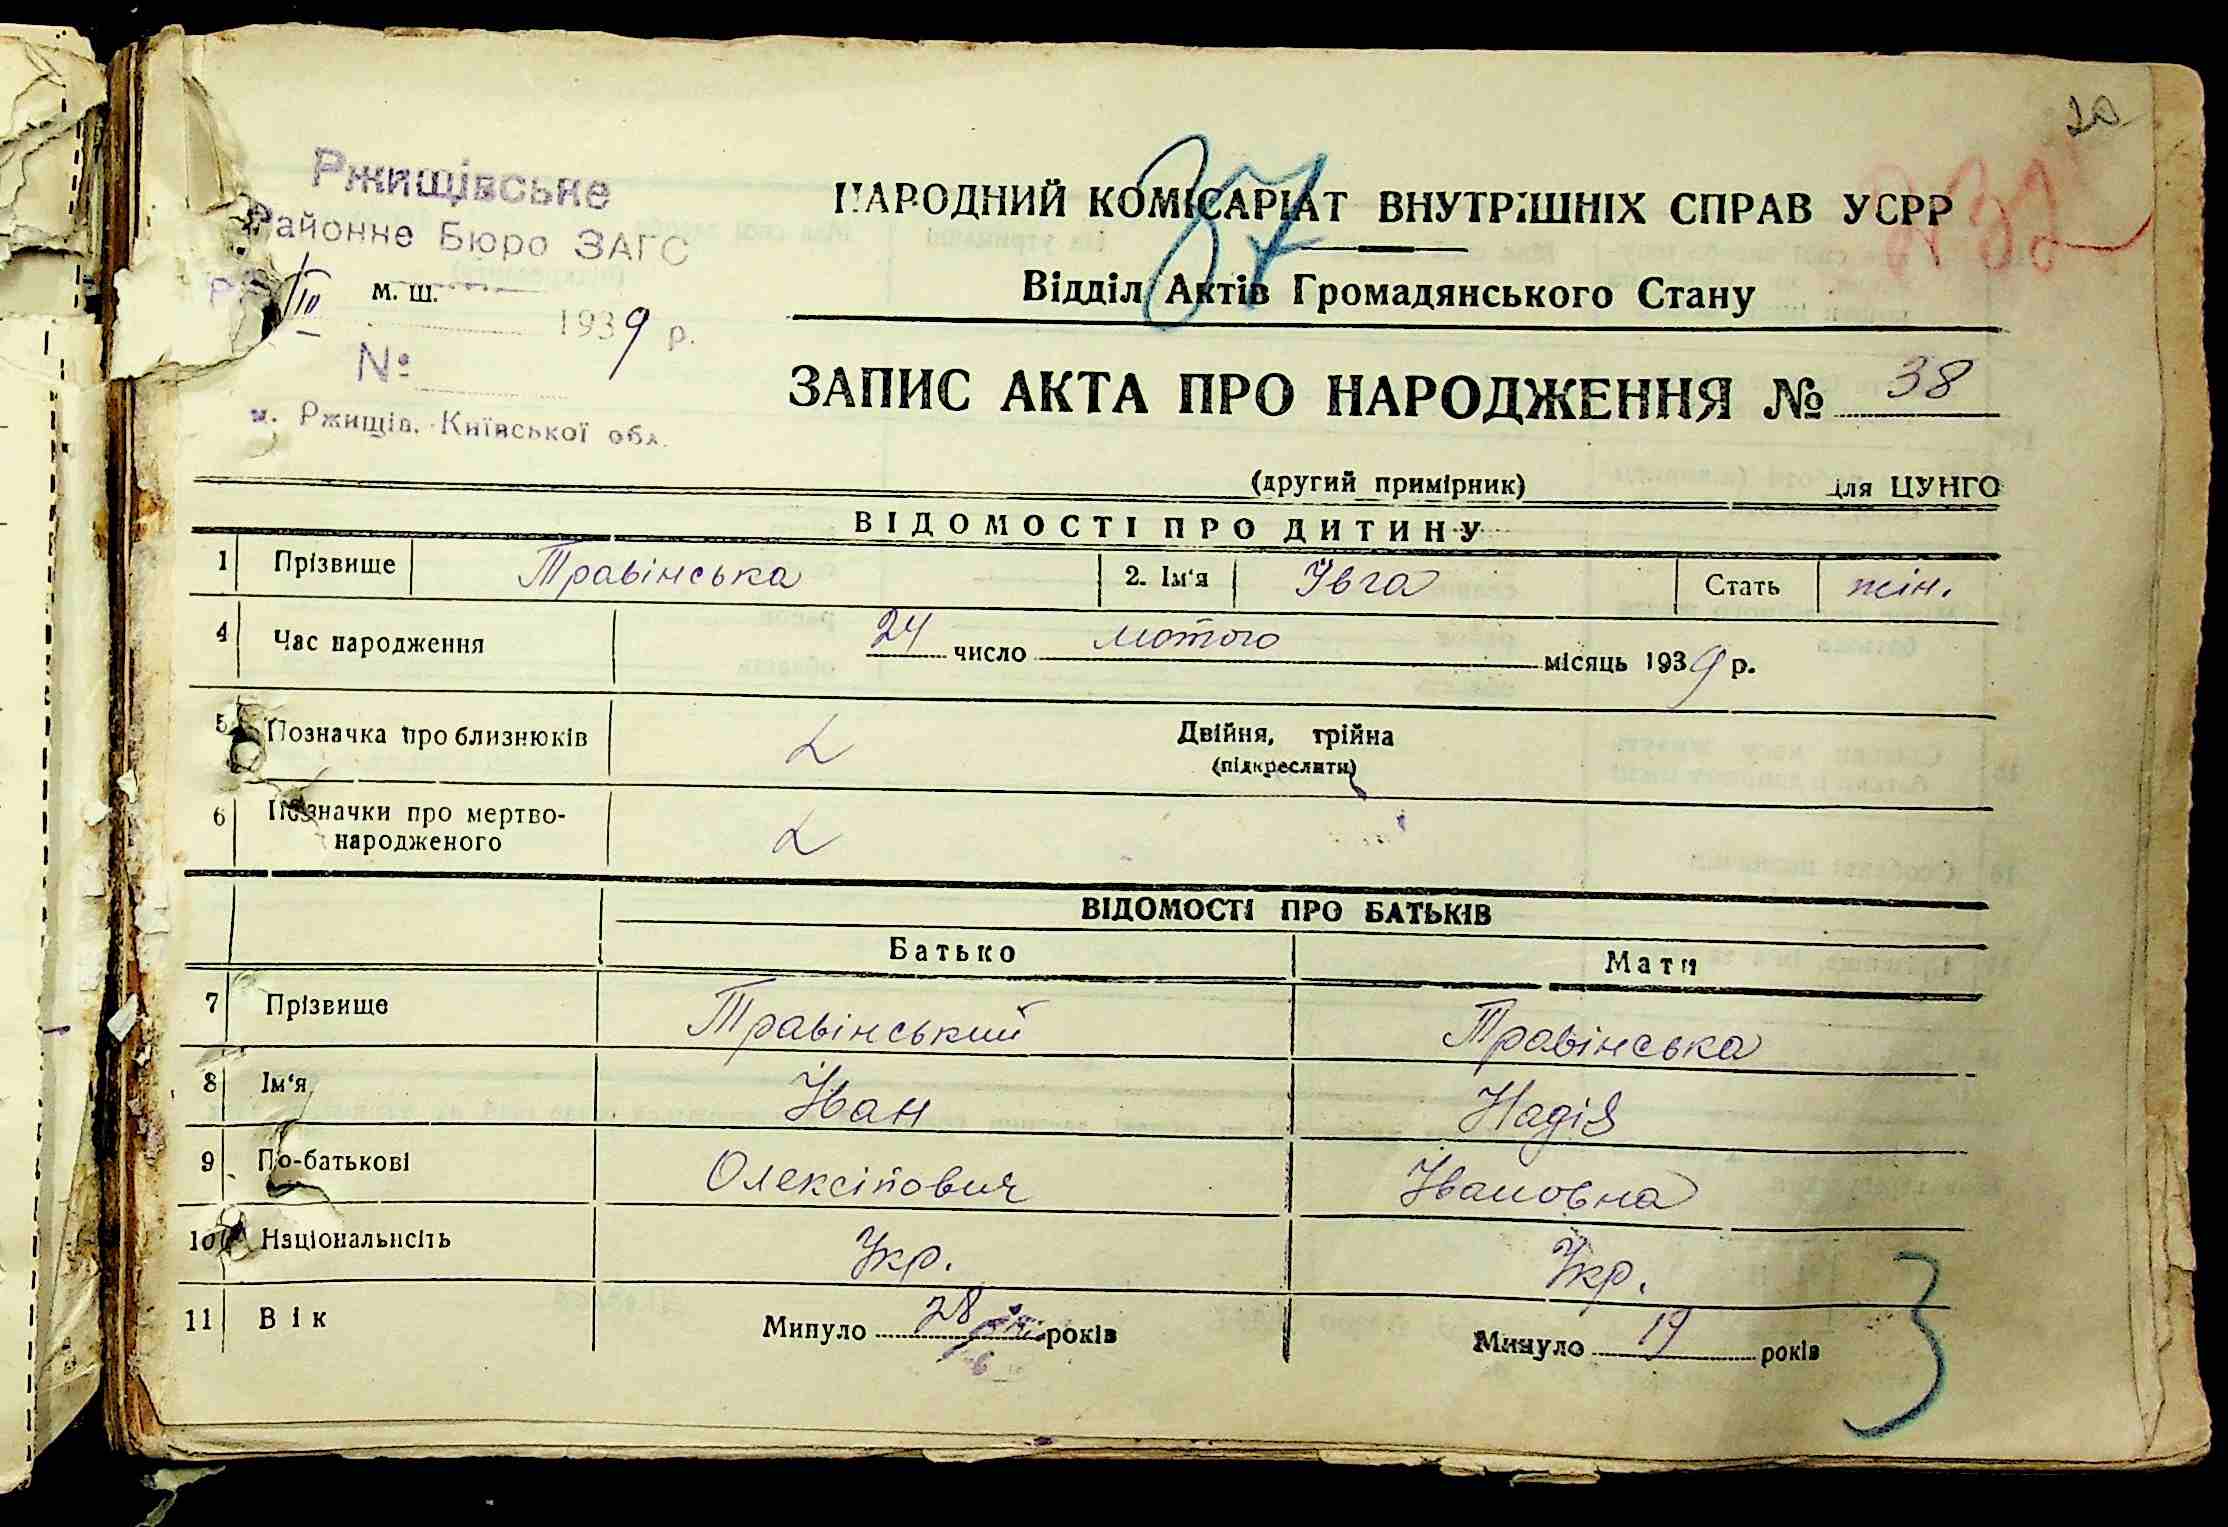 20
Ржищівське
Районне Бюро ЗАГС
м. ш.
ІІІ 1939 р.
№
м. Ржищів, Київської обл.
37
232
НАРОДНИЙ КОМІСАРІАТ ВНУТРІШНІХ СПРАВ УСРР
Відділ Актів Громадянського Стану
ЗАПИС АКТА ПРО НАРОДЖЕННЯ № 38
(другий примірник) для ЦУНГО
ВІДОМОСТІ ПРО ДИТИНУ
1 Прізвище Травінська 2. Ім'я Ївга Стать жін.
4 Час народження 24 число лютого місяць 1939 р.
5 Позначка про близнюків Двійня, трійна
(підкреслити)
6 Позначки про мертво-
народженого
ВІДОМОСТІ ПРО БАТЬКІВ
Батько Мати
7 Прізвище Травінський Травінська
8 Ім'я Іван Надія
9 По-батькові Олексійович Івановна
10 Національність Укр. Укр.
11 Вік Минуло 28 років Минуло 19 років
3